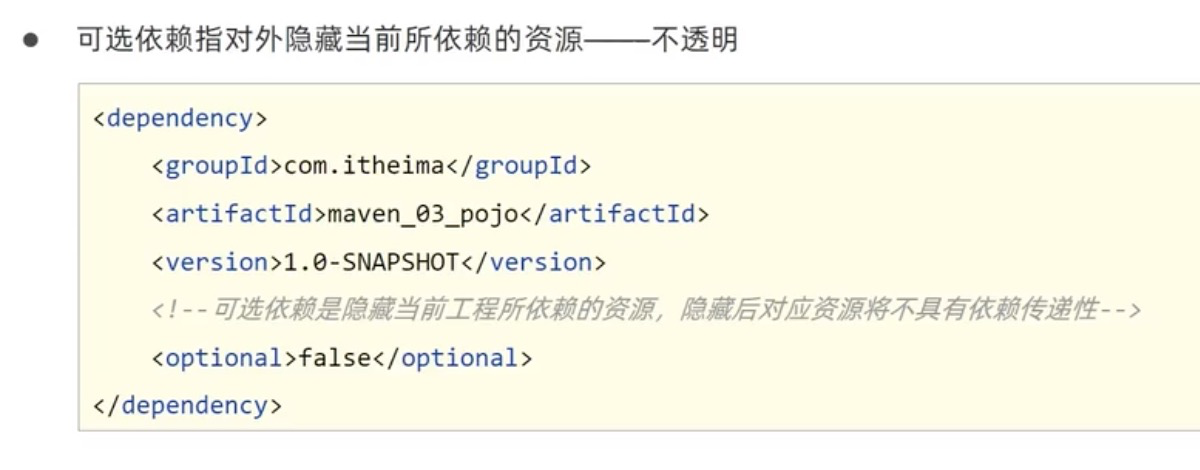 ● 可选依赖指对外隐藏当前所依赖的资源————不透明
<dependency>
    <groupId>com.itheima</groupId>
    <artifactId>maven_03_pojo</artifactId>
    <version>1.0-SNAPSHOT</version>
    <!--可选依赖是隐藏当前工程所依赖的资源，隐藏后对应资源将不具有依赖传递性-->
    <optional>false</optional>
</dependency>